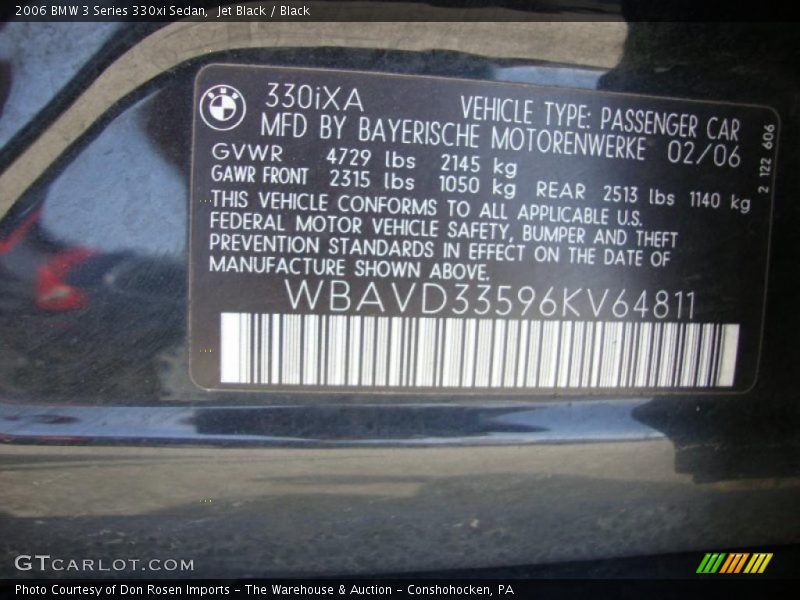 2006 BMW 3 Series 330xi Sedan,  Jet Black / Black
BMW
330iXA
VEHICLE TYPE: PASSENGER CAR
MFD BY BAYERISCHE MOTORENWERKE 02/06
GVWR 4729 lbs 2145 kg
GAWR FRONT 2315 lbs 1050 kg REAR 2513 lbs 1140 kg
THIS VEHICLE CONFORMS TO ALL APPLICABLE U.S.
FEDERAL MOTOR VEHICLE SAFETY, BUMPER AND THEFT
PREVENTION STANDARDS IN EFFECT ON THE DATE OF
MANUFACTURE SHOWN ABOVE.
WBAVD33596KV64811
2 122 606
GTCARLOT.COM
Photo Courtesy of Don Rosen Imports - The Warehouse & Auction - Conshohocken, PA